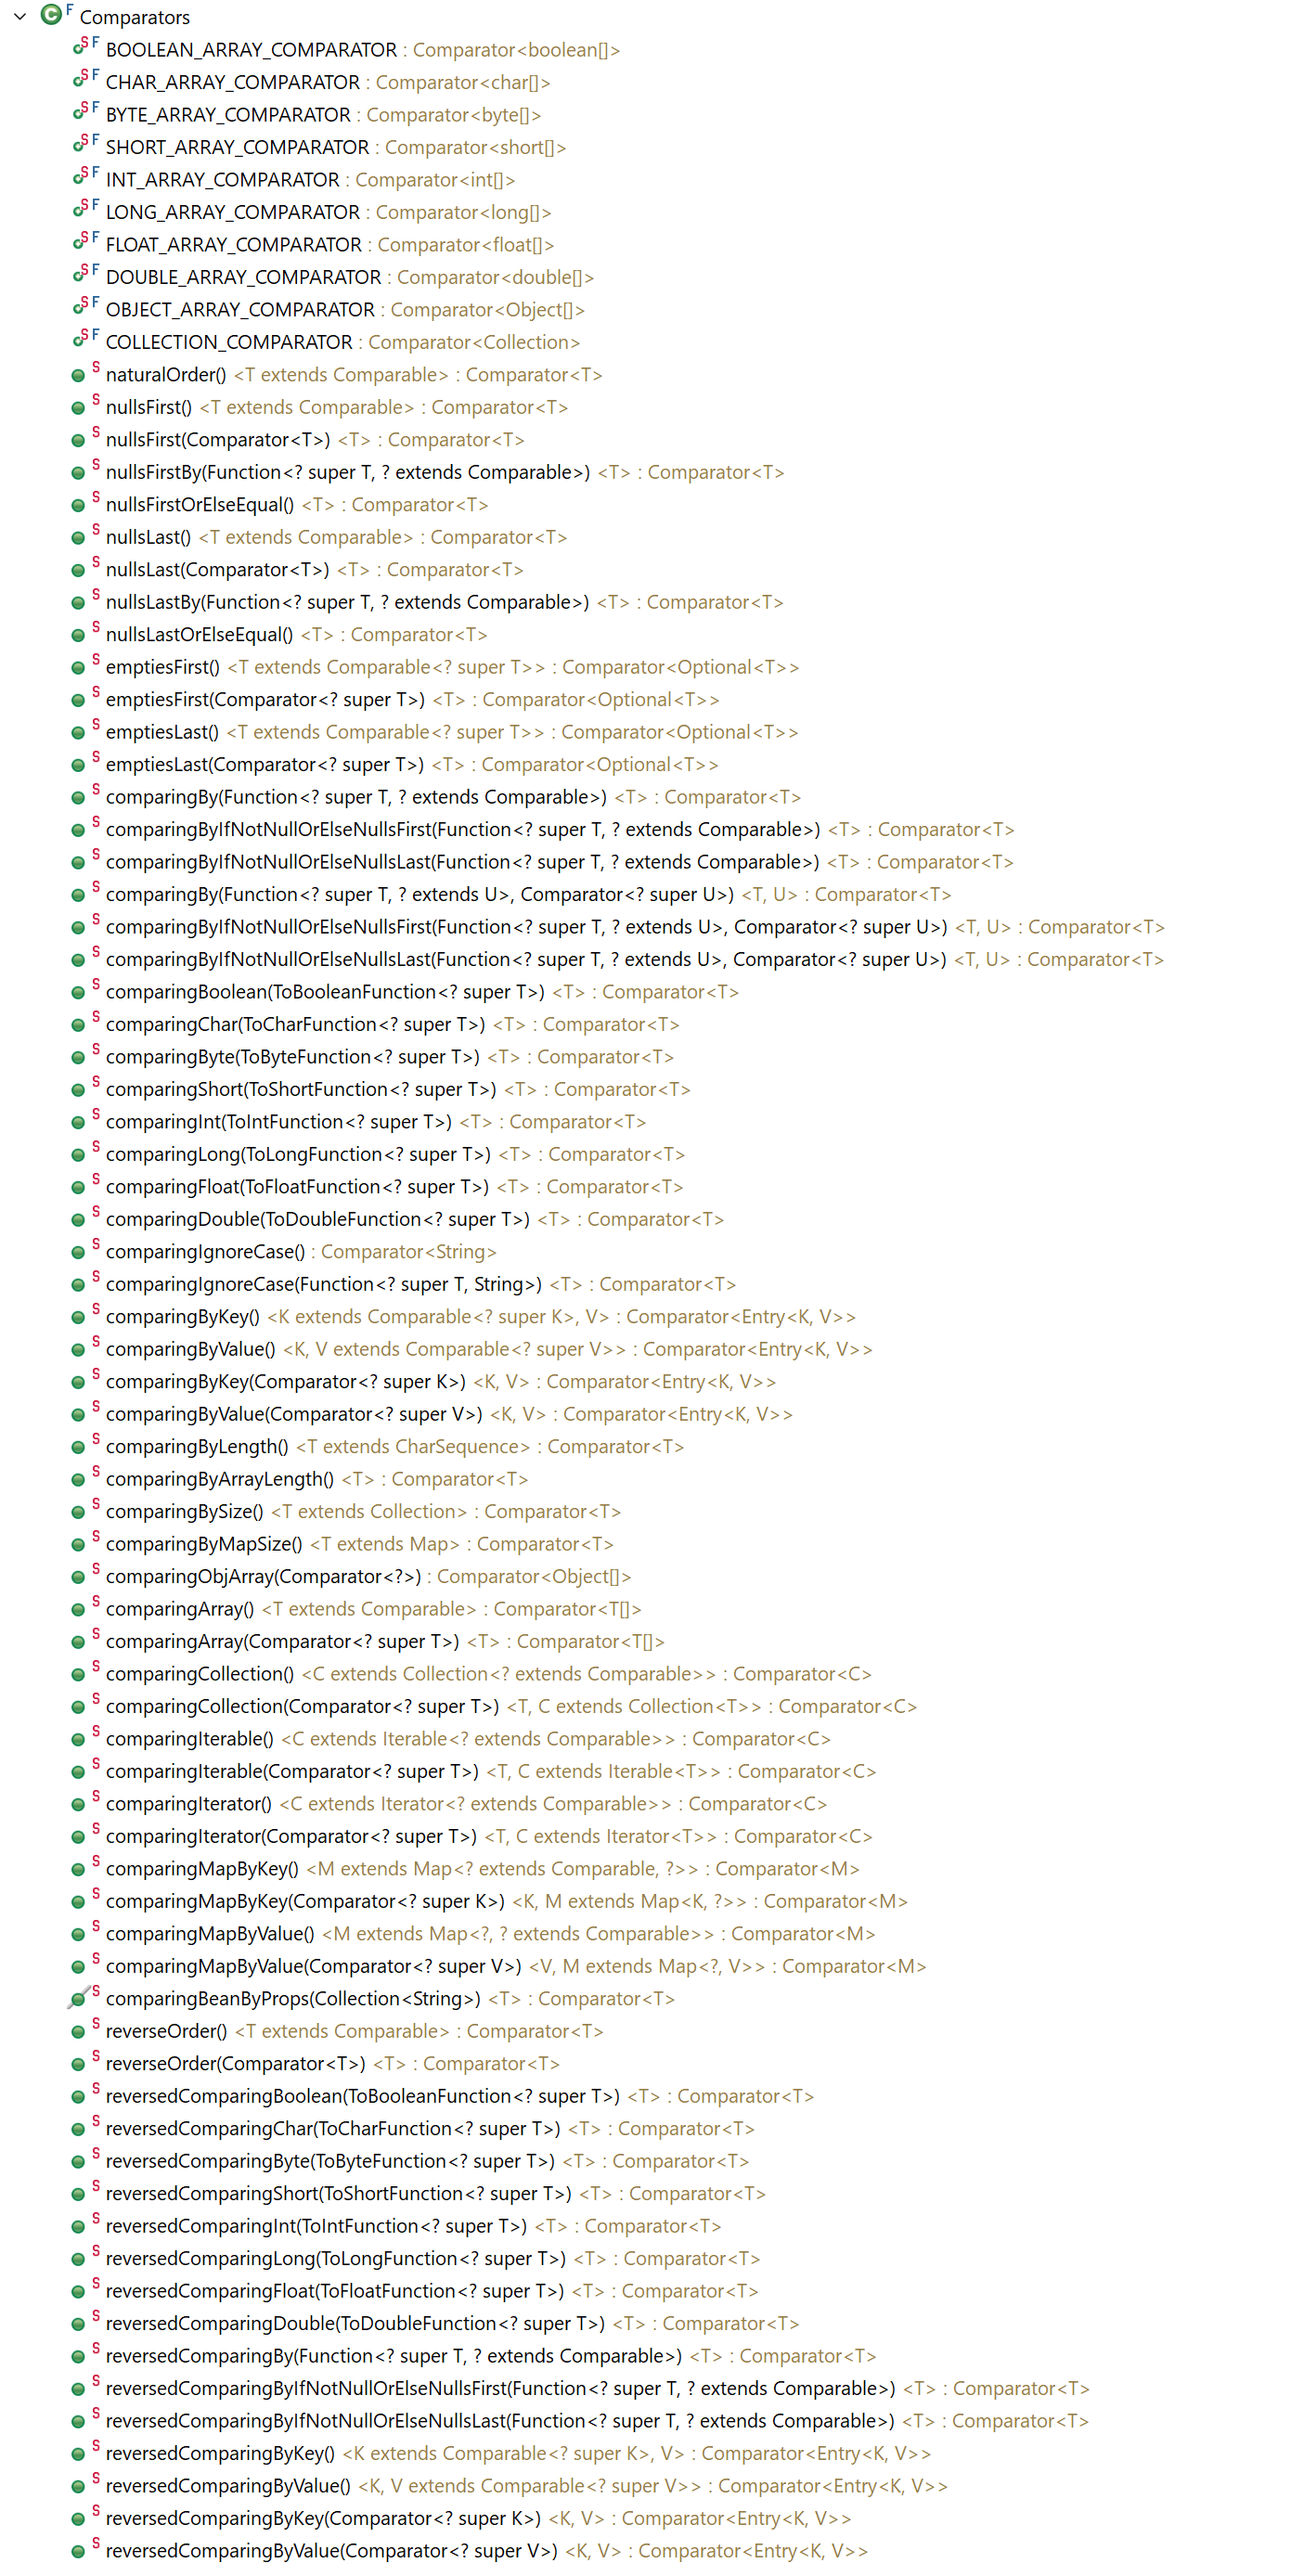 Comparators
BOOLEAN_ARRAY_COMPARATOR : Comparator<boolean[]>
CHAR_ARRAY_COMPARATOR : Comparator<char[]>
BYTE_ARRAY_COMPARATOR : Comparator<byte[]>
SHORT_ARRAY_COMPARATOR : Comparator<short[]>
INT_ARRAY_COMPARATOR : Comparator<int[]>
LONG_ARRAY_COMPARATOR : Comparator<long[]>
FLOAT_ARRAY_COMPARATOR : Comparator<float[]>
DOUBLE_ARRAY_COMPARATOR : Comparator<double[]>
OBJECT_ARRAY_COMPARATOR : Comparator<Object[]>
COLLECTION_COMPARATOR : Comparator<Collection>
naturalOrder() <T extends Comparable> : Comparator<T>
nullsFirst() <T extends Comparable> : Comparator<T>
nullsFirst(Comparator<T>) <T> : Comparator<T>
nullsFirstBy(Function<? super T, ? extends Comparable>) <T> : Comparator<T>
nullsFirstOrElseEqual() <T> : Comparator<T>
nullsLast() <T extends Comparable> : Comparator<T>
nullsLast(Comparator<T>) <T> : Comparator<T>
nullsLastBy(Function<? super T, ? extends Comparable>) <T> : Comparator<T>
nullsLastOrElseEqual() <T> : Comparator<T>
emptiesFirst() <T extends Comparable<? super T>> : Comparator<Optional<T>>
emptiesFirst(Comparator<? super T>) <T> : Comparator<Optional<T>>
emptiesLast() <T extends Comparable<? super T>> : Comparator<Optional<T>>
emptiesLast(Comparator<? super T>) <T> : Comparator<Optional<T>>
comparingBy(Function<? super T, ? extends Comparable>) <T> : Comparator<T>
comparingByIfNotNullOrElseNullsFirst(Function<? super T, ? extends Comparable>) <T> : Comparator<T>
comparingByIfNotNullOrElseNullsLast(Function<? super T, ? extends Comparable>) <T> : Comparator<T>
comparingBy(Function<? super T, ? extends U>, Comparator<? super U>) <T, U> : Comparator<T>
comparingByIfNotNullOrElseNullsFirst(Function<? super T, ? extends U>, Comparator<? super U>) <T, U> : Comparator<T>
comparingByIfNotNullOrElseNullsLast(Function<? super T, ? extends U>, Comparator<? super U>) <T, U> : Comparator<T>
comparingBoolean(ToBooleanFunction<? super T>) <T> : Comparator<T>
comparingChar(ToCharFunction<? super T>) <T> : Comparator<T>
comparingByte(ToByteFunction<? super T>) <T> : Comparator<T>
comparingShort(ToShortFunction<? super T>) <T> : Comparator<T>
comparingInt(ToIntFunction<? super T>) <T> : Comparator<T>
comparingLong(ToLongFunction<? super T>) <T> : Comparator<T>
comparingFloat(ToFloatFunction<? super T>) <T> : Comparator<T>
comparingDouble(ToDoubleFunction<? super T>) <T> : Comparator<T>
comparingIgnoreCase() : Comparator<String>
comparingIgnoreCase(Function<? super T, String>) <T> : Comparator<T>
comparingByKey() <K extends Comparable<? super K>, V> : Comparator<Entry<K, V>>
comparingByValue() <K, V extends Comparable<? super V>> : Comparator<Entry<K, V>>
comparingByKey(Comparator<? super K>) <K, V> : Comparator<Entry<K, V>>
comparingByValue(Comparator<? super V>) <K, V> : Comparator<Entry<K, V>>
comparingByLength() <T extends CharSequence> : Comparator<T>
comparingByArrayLength() <T> : Comparator<T>
comparingBySize() <T extends Collection> : Comparator<T>
comparingByMapSize() <T extends Map> : Comparator<T>
comparingObjArray(Comparator<?>) : Comparator<Object[]>
comparingArray() <T extends Comparable> : Comparator<T[]>
comparingArray(Comparator<? super T>) <T> : Comparator<T[]>
comparingCollection() <C extends Collection<? extends Comparable>> : Comparator<C>
comparingCollection(Comparator<? super T>) <T, C extends Collection<T>> : Comparator<C>
comparingIterable() <C extends Iterable<? extends Comparable>> : Comparator<C>
comparingIterable(Comparator<? super T>) <T, C extends Iterable<T>> : Comparator<C>
comparingIterator() <C extends Iterator<? extends Comparable>> : Comparator<C>
comparingIterator(Comparator<? super T>) <T, C extends Iterator<T>> : Comparator<C>
comparingMapByKey() <M extends Map<? extends Comparable, ?>> : Comparator<M>
comparingMapByKey(Comparator<? super K>) <K, M extends Map<K, ?>> : Comparator<M>
comparingMapByValue() <M extends Map<?, ? extends Comparable>> : Comparator<M>
comparingMapByValue(Comparator<? super V>) <V, M extends Map<?, V>> : Comparator<M>
comparingBeanByProps(Collection<String>) <T> : Comparator<T>
reverseOrder() <T extends Comparable> : Comparator<T>
reverseOrder(Comparator<T>) <T> : Comparator<T>
reversedComparingBoolean(ToBooleanFunction<? super T>) <T> : Comparator<T>
reversedComparingChar(ToCharFunction<? super T>) <T> : Comparator<T>
reversedComparingByte(ToByteFunction<? super T>) <T> : Comparator<T>
reversedComparingShort(ToShortFunction<? super T>) <T> : Comparator<T>
reversedComparingInt(ToIntFunction<? super T>) <T> : Comparator<T>
reversedComparingLong(ToLongFunction<? super T>) <T> : Comparator<T>
reversedComparingFloat(ToFloatFunction<? super T>) <T> : Comparator<T>
reversedComparingDouble(ToDoubleFunction<? super T>) <T> : Comparator<T>
reversedComparingBy(Function<? super T, ? extends Comparable>) <T> : Comparator<T>
reversedComparingByIfNotNullOrElseNullsFirst(Function<? super T, ? extends Comparable>) <T> : Comparator<T>
reversedComparingByIfNotNullOrElseNullsLast(Function<? super T, ? extends Comparable>) <T> : Comparator<T>
reversedComparingByKey() <K extends Comparable<? super K>, V> : Comparator<Entry<K, V>>
reversedComparingByValue() <K, V extends Comparable<? super V>> : Comparator<Entry<K, V>>
reversedComparingByKey(Comparator<? super K>) <K, V> : Comparator<Entry<K, V>>
reversedComparingByValue(Comparator<? super V>) <K, V> : Comparator<Entry<K, V>>